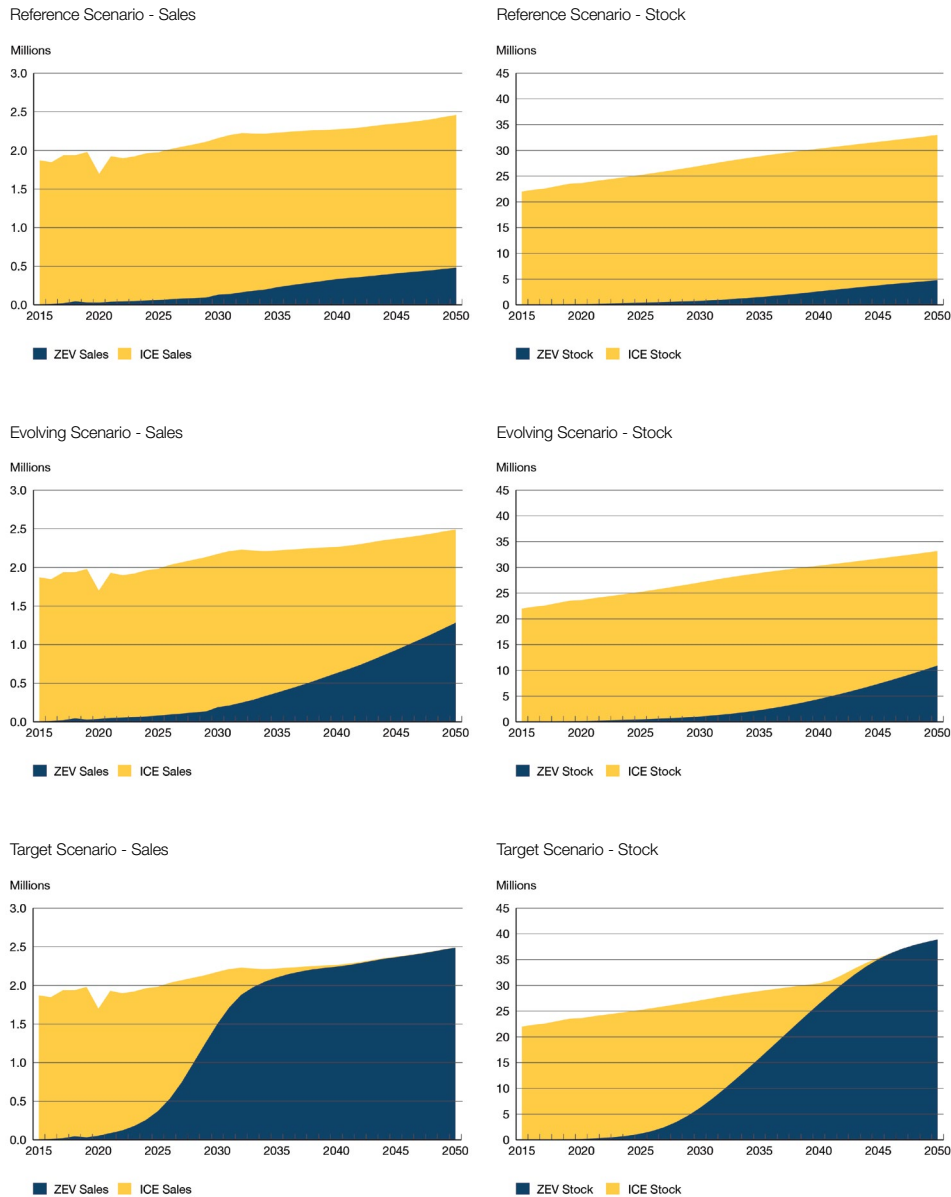 Reference Scenario - Sales
Millions
3.0
2.5
2.0
1.5
1.0
0.5
0.0
2015 2020 2025 2030 2035 2040 2045 2050
ZEV Sales ICE Sales
Reference Scenario - Stock
Millions
45
40
35
30
25
20
15
10
5
0
2015 2020 2025 2030 2035 2040 2045 2050
ZEV Stock ICE Stock
Evolving Scenario - Sales
Millions
3.0
2.5
2.0
1.5
1.0
0.5
0.0
2015 2020 2025 2030 2035 2040 2045 2050
ZEV Sales ICE Sales
Evolving Scenario - Stock
Millions
45
40
35
30
25
20
15
10
5
0
2015 2020 2025 2030 2035 2040 2045 2050
ZEV Stock ICE Stock
Target Scenario - Sales
Millions
3.0
2.5
2.0
1.5
1.0
0.5
0.0
2015 2020 2025 2030 2035 2040 2045 2050
ZEV Sales ICE Sales
Target Scenario - Stock
Millions
45
40
35
30
25
20
15
10
5
0
2015 2020 2025 2030 2035 2040 2045 2050
ZEV Stock ICE Stock